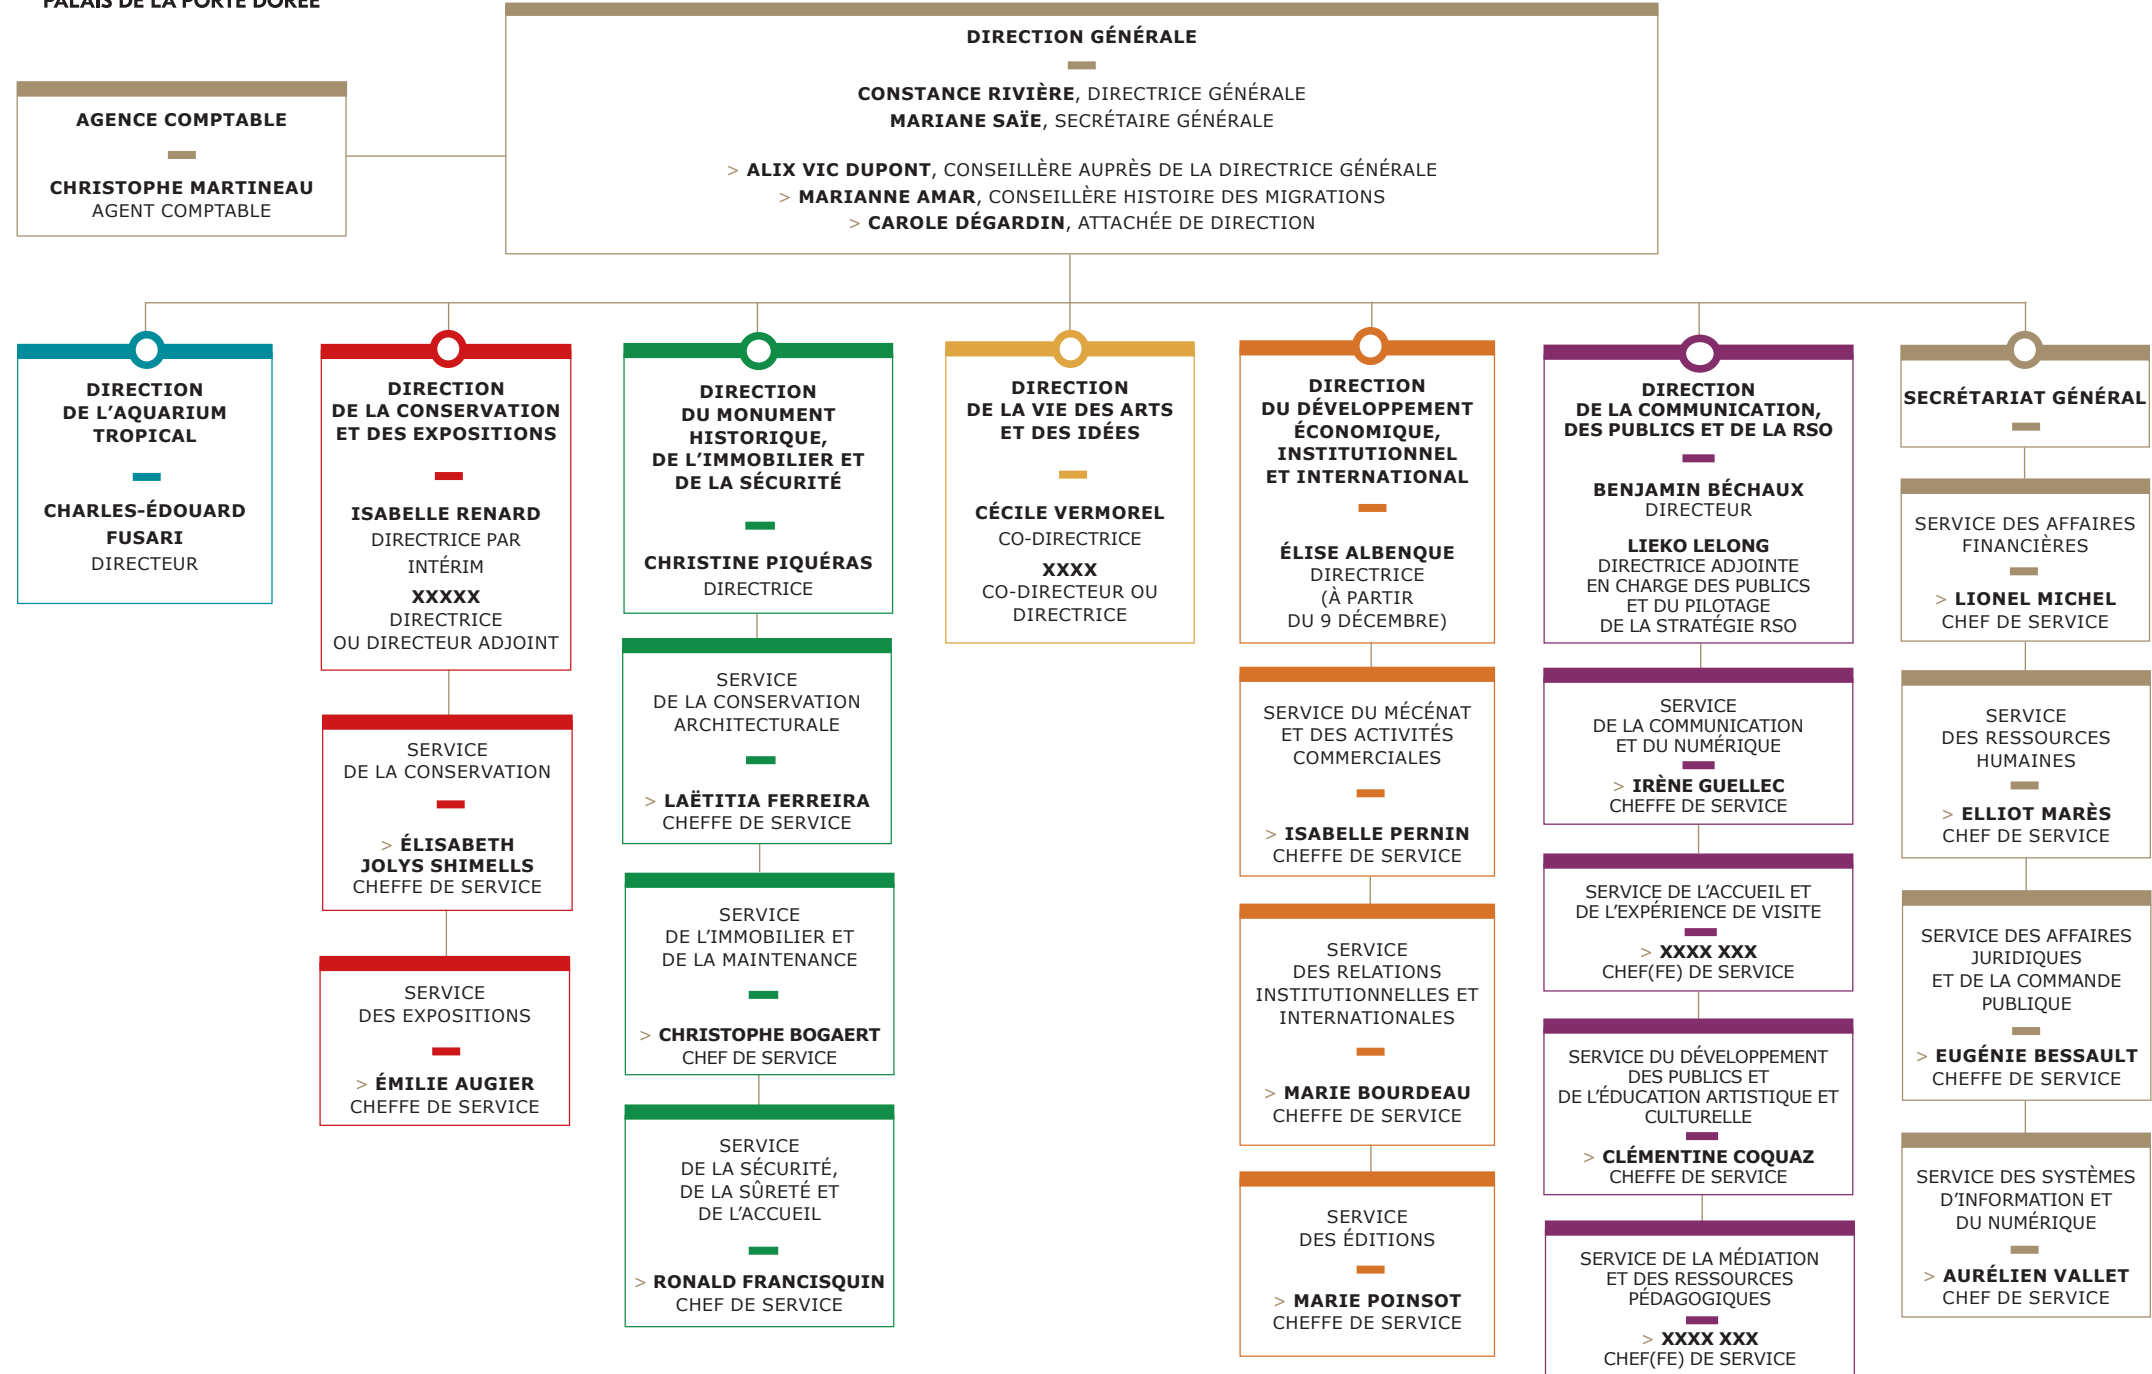 PALAIS DE LA PORTE DORÉE
DIRECTION GÉNÉRALE
CONSTANCE RIVIÈRE, DIRECTRICE GÉNÉRALE
MARIANE SAÏE, SECRÉTAIRE GÉNÉRALE
> ALIX VIC DUPONT, CONSEILLÈRE AUPRÈS DE LA DIRECTRICE GÉNÉRALE
> MARIANNE AMAR, CONSEILLÈRE HISTOIRE DES MIGRATIONS
> CAROLE DÉGARDIN, ATTACHÉE DE DIRECTION
AGENCE COMPTABLE
CHRISTOPHE MARTINEAU
AGENT COMPTABLE
DIRECTION
DE L'AQUARIUM
TROPICAL
CHARLES-ÉDOUARD
FUSARI
DIRECTEUR
DIRECTION
DE LA CONSERVATION
ET DES EXPOSITIONS
ISABELLE RENARD
DIRECTRICE PAR
INTÉRIM
XXXXX
DIRECTRICE
OU DIRECTEUR ADJOINT
SERVICE
DE LA CONSERVATION
> ÉLISABETH
JOLYS SHIMELLS
CHEFFE DE SERVICE
SERVICE
DES EXPOSITIONS
> ÉMILIE AUGIER
CHEFFE DE SERVICE
DIRECTION
DU MONUMENT
HISTORIQUE,
DE L'IMMOBILIER ET
DE LA SÉCURITÉ
CHRISTINE PIQUÉRAS
DIRECTRICE
SERVICE
DE LA CONSERVATION
ARCHITECTURALE
> LAËTITIA FERREIRA
CHEFFE DE SERVICE
SERVICE
DE L'IMMOBILIER ET
DE LA MAINTENANCE
> CHRISTOPHE BOGAERT
CHEF DE SERVICE
SERVICE
DE LA SÉCURITÉ,
DE LA SÛRETÉ ET
DE L'ACCUEIL
> RONALD FRANCISQUIN
CHEF DE SERVICE
DIRECTION
DE LA VIE DES ARTS
ET DES IDÉES
CÉCILE VERMOREL
CO-DIRECTRICE
XXXX
CO-DIRECTEUR OU
DIRECTRICE
DIRECTION
DU DÉVELOPPEMENT
ÉCONOMIQUE,
INSTITUTIONNEL
ET INTERNATIONAL
ÉLISE ALBENQUE
DIRECTRICE
(À PARTIR
DU 9 DÉCEMBRE)
SERVICE DU MÉCÉNAT
ET DES ACTIVITÉS
COMMERCIALES
> ISABELLE PERNIN
CHEFFE DE SERVICE
SERVICE
DES RELATIONS
INSTITUTIONNELLES ET
INTERNATIONALES
> MARIE BOURDEAU
CHEFFE DE SERVICE
SERVICE
DES ÉDITIONS
> MARIE POINSOT
CHEFFE DE SERVICE
DIRECTION
DE LA COMMUNICATION,
DES PUBLICS ET DE LA RSO
BENJAMIN BÉCHAUX
DIRECTEUR
LIEKO LELONG
DIRECTRICE ADJOINTE
EN CHARGE DES PUBLICS
ET DU PILOTAGE
DE LA STRATÉGIE RSO
SERVICE
DE LA COMMUNICATION
ET DU NUMÉRIQUE
> IRÈNE GUELLEC
CHEFFE DE SERVICE
SERVICE DE L'ACCUEIL ET
DE L'EXPÉRIENCE DE VISITE
> XXXX XXX
CHEF(FE) DE SERVICE
SERVICE DU DÉVELOPPEMENT
DES PUBLICS ET
DE L'ÉDUCATION ARTISTIQUE ET
CULTURELLE
> CLÉMENTINE COQUAZ
CHEFFE DE SERVICE
SERVICE DE LA MÉDIATION
ET DES RESSOURCES
PÉDAGOGIQUES
> XXXX XXX
CHEF(FE) DE SERVICE
SECRÉTARIAT GÉNÉRAL
SERVICE DES AFFAIRES
FINANCIÈRES
> LIONEL MICHEL
CHEF DE SERVICE
SERVICE
DES RESSOURCES
HUMAINES
> ELLIOT MARÈS
CHEF DE SERVICE
SERVICE DES AFFAIRES
JURIDIQUES
ET DE LA COMMANDE
PUBLIQUE
> EUGÉNIE BESSAULT
CHEFFE DE SERVICE
SERVICE DES SYSTÈMES
D'INFORMATION ET
DU NUMÉRIQUE
> AURÉLIEN VALLET
CHEF DE SERVICE